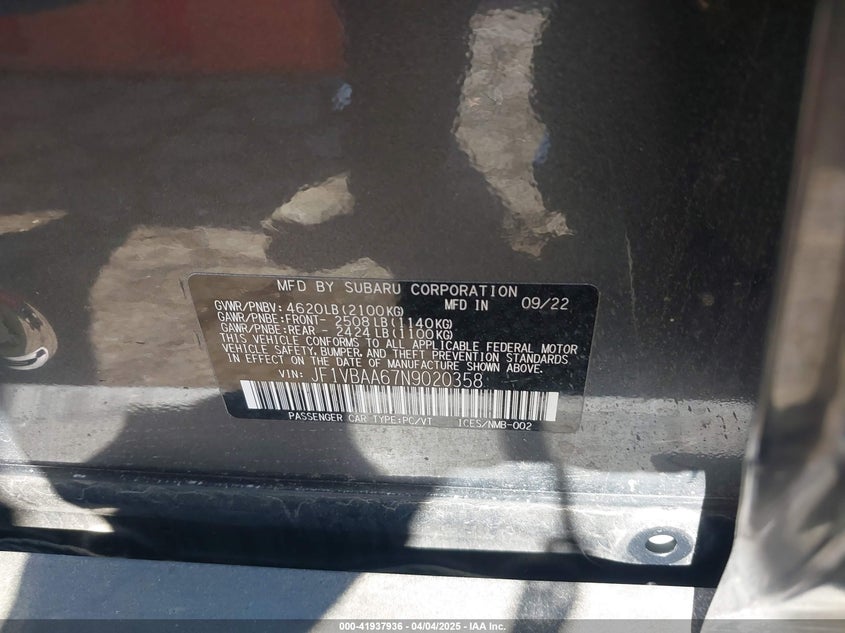 MFD BY SUBARU CORPORATION
GVWR/PNBV: 4620LB(2100KG) MFD IN 09/22
GAWR/PNBE:FRONT- 2508LB(1140KG)
GAWR/PNBE:REAR - 2424LB(1100KG)
THIS VEHICLE CONFORMS TO ALL APPLICABLE FEDERAL MOTOR
VEHICLE SAFETY, BUMPER, AND THEFT PREVENTION STANDARDS
IN EFFECT ON THE DATE OF MANUFACTURE SHOWN ABOVE.
VIN: JF1VBAA67N9020358
PASSENGER CAR TYPE:PC/VT ICES/NMB-002
000-41937936 - 04/04/2025 - IAA Inc.